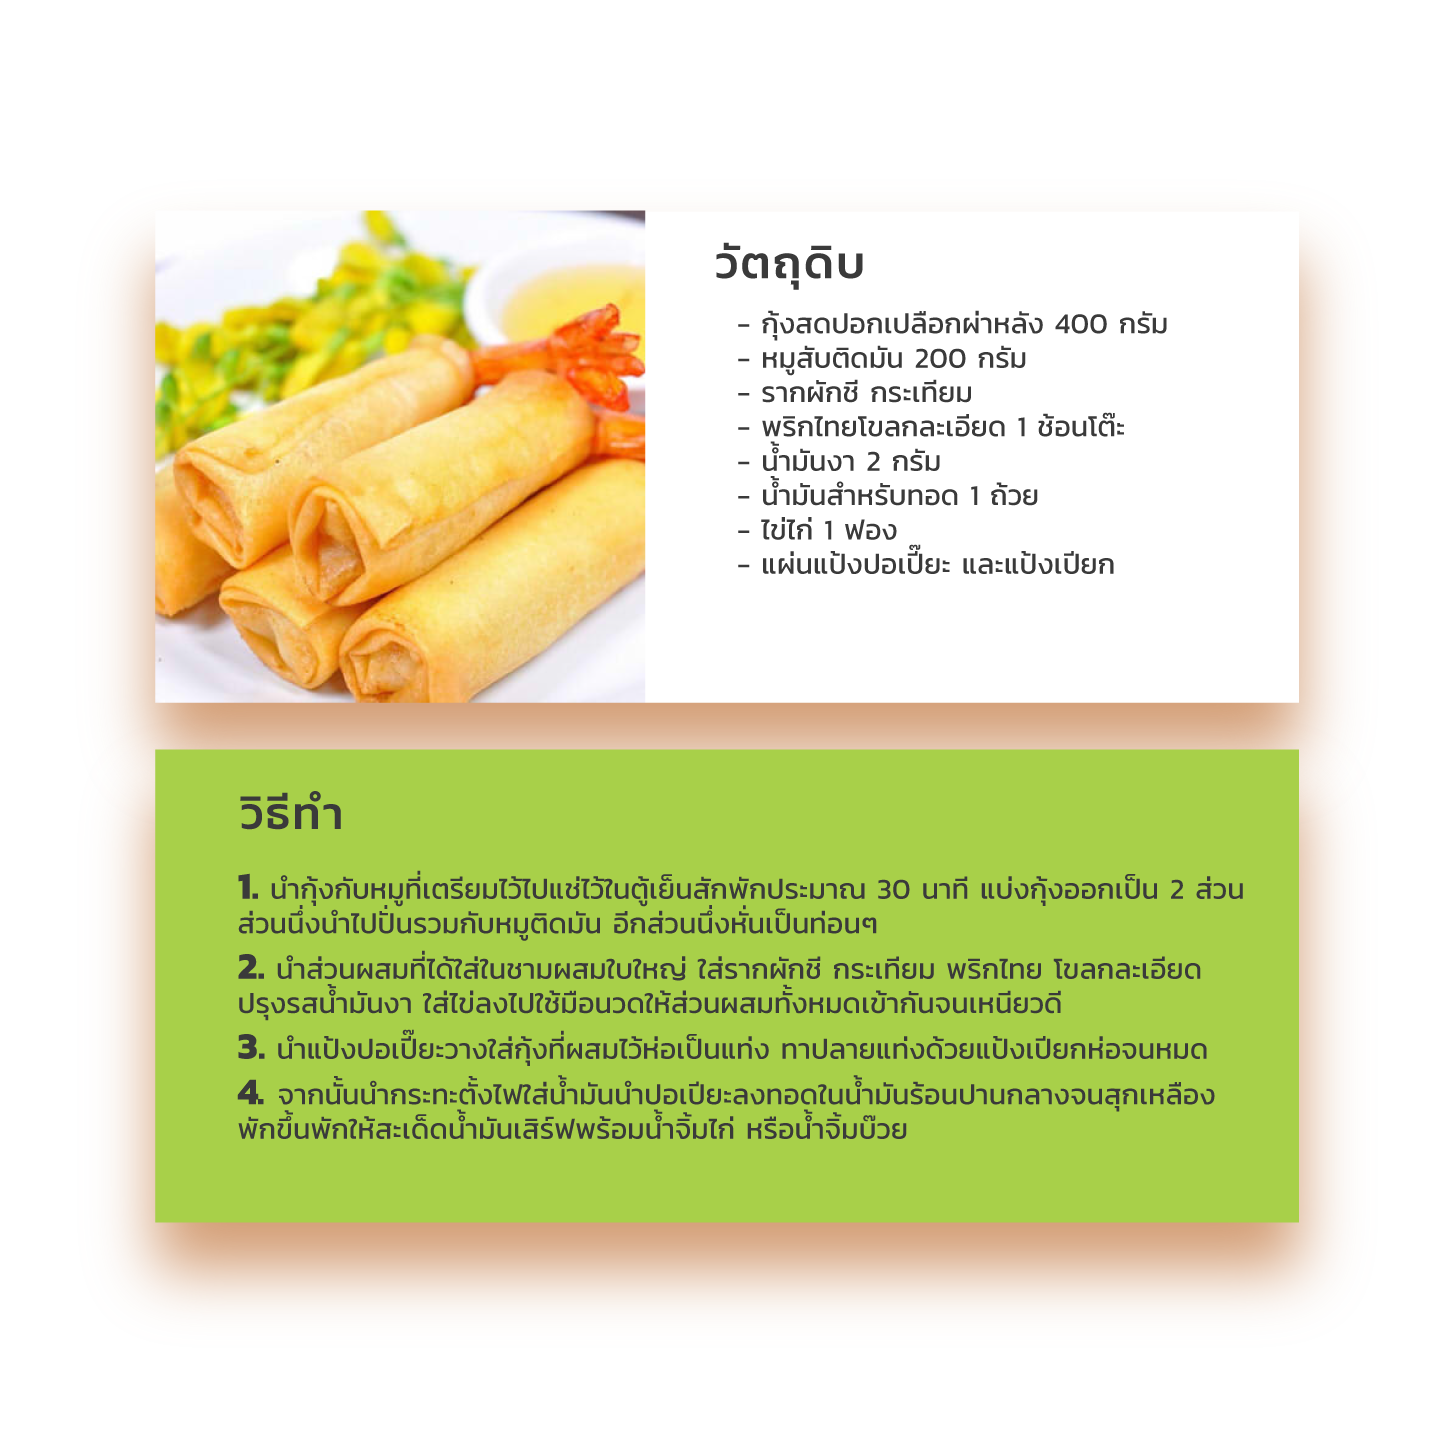 วัตถุดิบ
- กุ้งสดปอกเปลือกผ่าหลัง 400 กรัม
- หมูสับติดมัน 200 กรัม
- รากผักชี กระเทียม
- พริกไทยโขลกละเอียด 1 ช้อนโต๊ะ
- น้ำมันงา 2 กรัม
- น้ำมันสำหรับทอด 1 ถ้วย
- ไข่ไก่ 1 ฟอง
- แผ่นแป้งปอเปี๊ยะ และแป้งเปียก
วิธีทำ
1. นำกุ้งกับหมูที่เตรียมไว้ไปแช่ไว้ในตู้เย็นสักพักประมาณ 30 นาที แบ่งกุ้งออกเป็น 2 ส่วน
ส่วนนึ่งนำไปปั่นรวมกับหมูติดมัน อีกส่วนนึ่งหั่นเป็นท่อนๆ
2. นำส่วนผสมที่ได้ใส่ในชามผสมใบใหญ่ ใส่รากผักชี กระเทียม พริกไทย โขลกละเอียด
ปรุงรสน้ำมันงา ใส่ไข่ลงไปใช้มือนวดให้ส่วนผสมทั้งหมดเข้ากันจนเหนียวดี
3. นำแป้งปอเปี๊ยะวางใส่กุ้งที่ผสมไว้ห่อเป็นแท่ง ทาปลายแท่งด้วยแป้งเปียกห่อจนหมด
4. จากนั้นนำกระทะตั้งไฟใส่น้ำมันนำปอเปียะลงทอดในน้ำมันร้อนปานกลางจนสุกเหลือง
พักขึ้นพักให้สะเด็ดน้ำมันเสิร์ฟพร้อมน้ำจิ้มไก่ หรือน้ำจิ้มบ๊วย